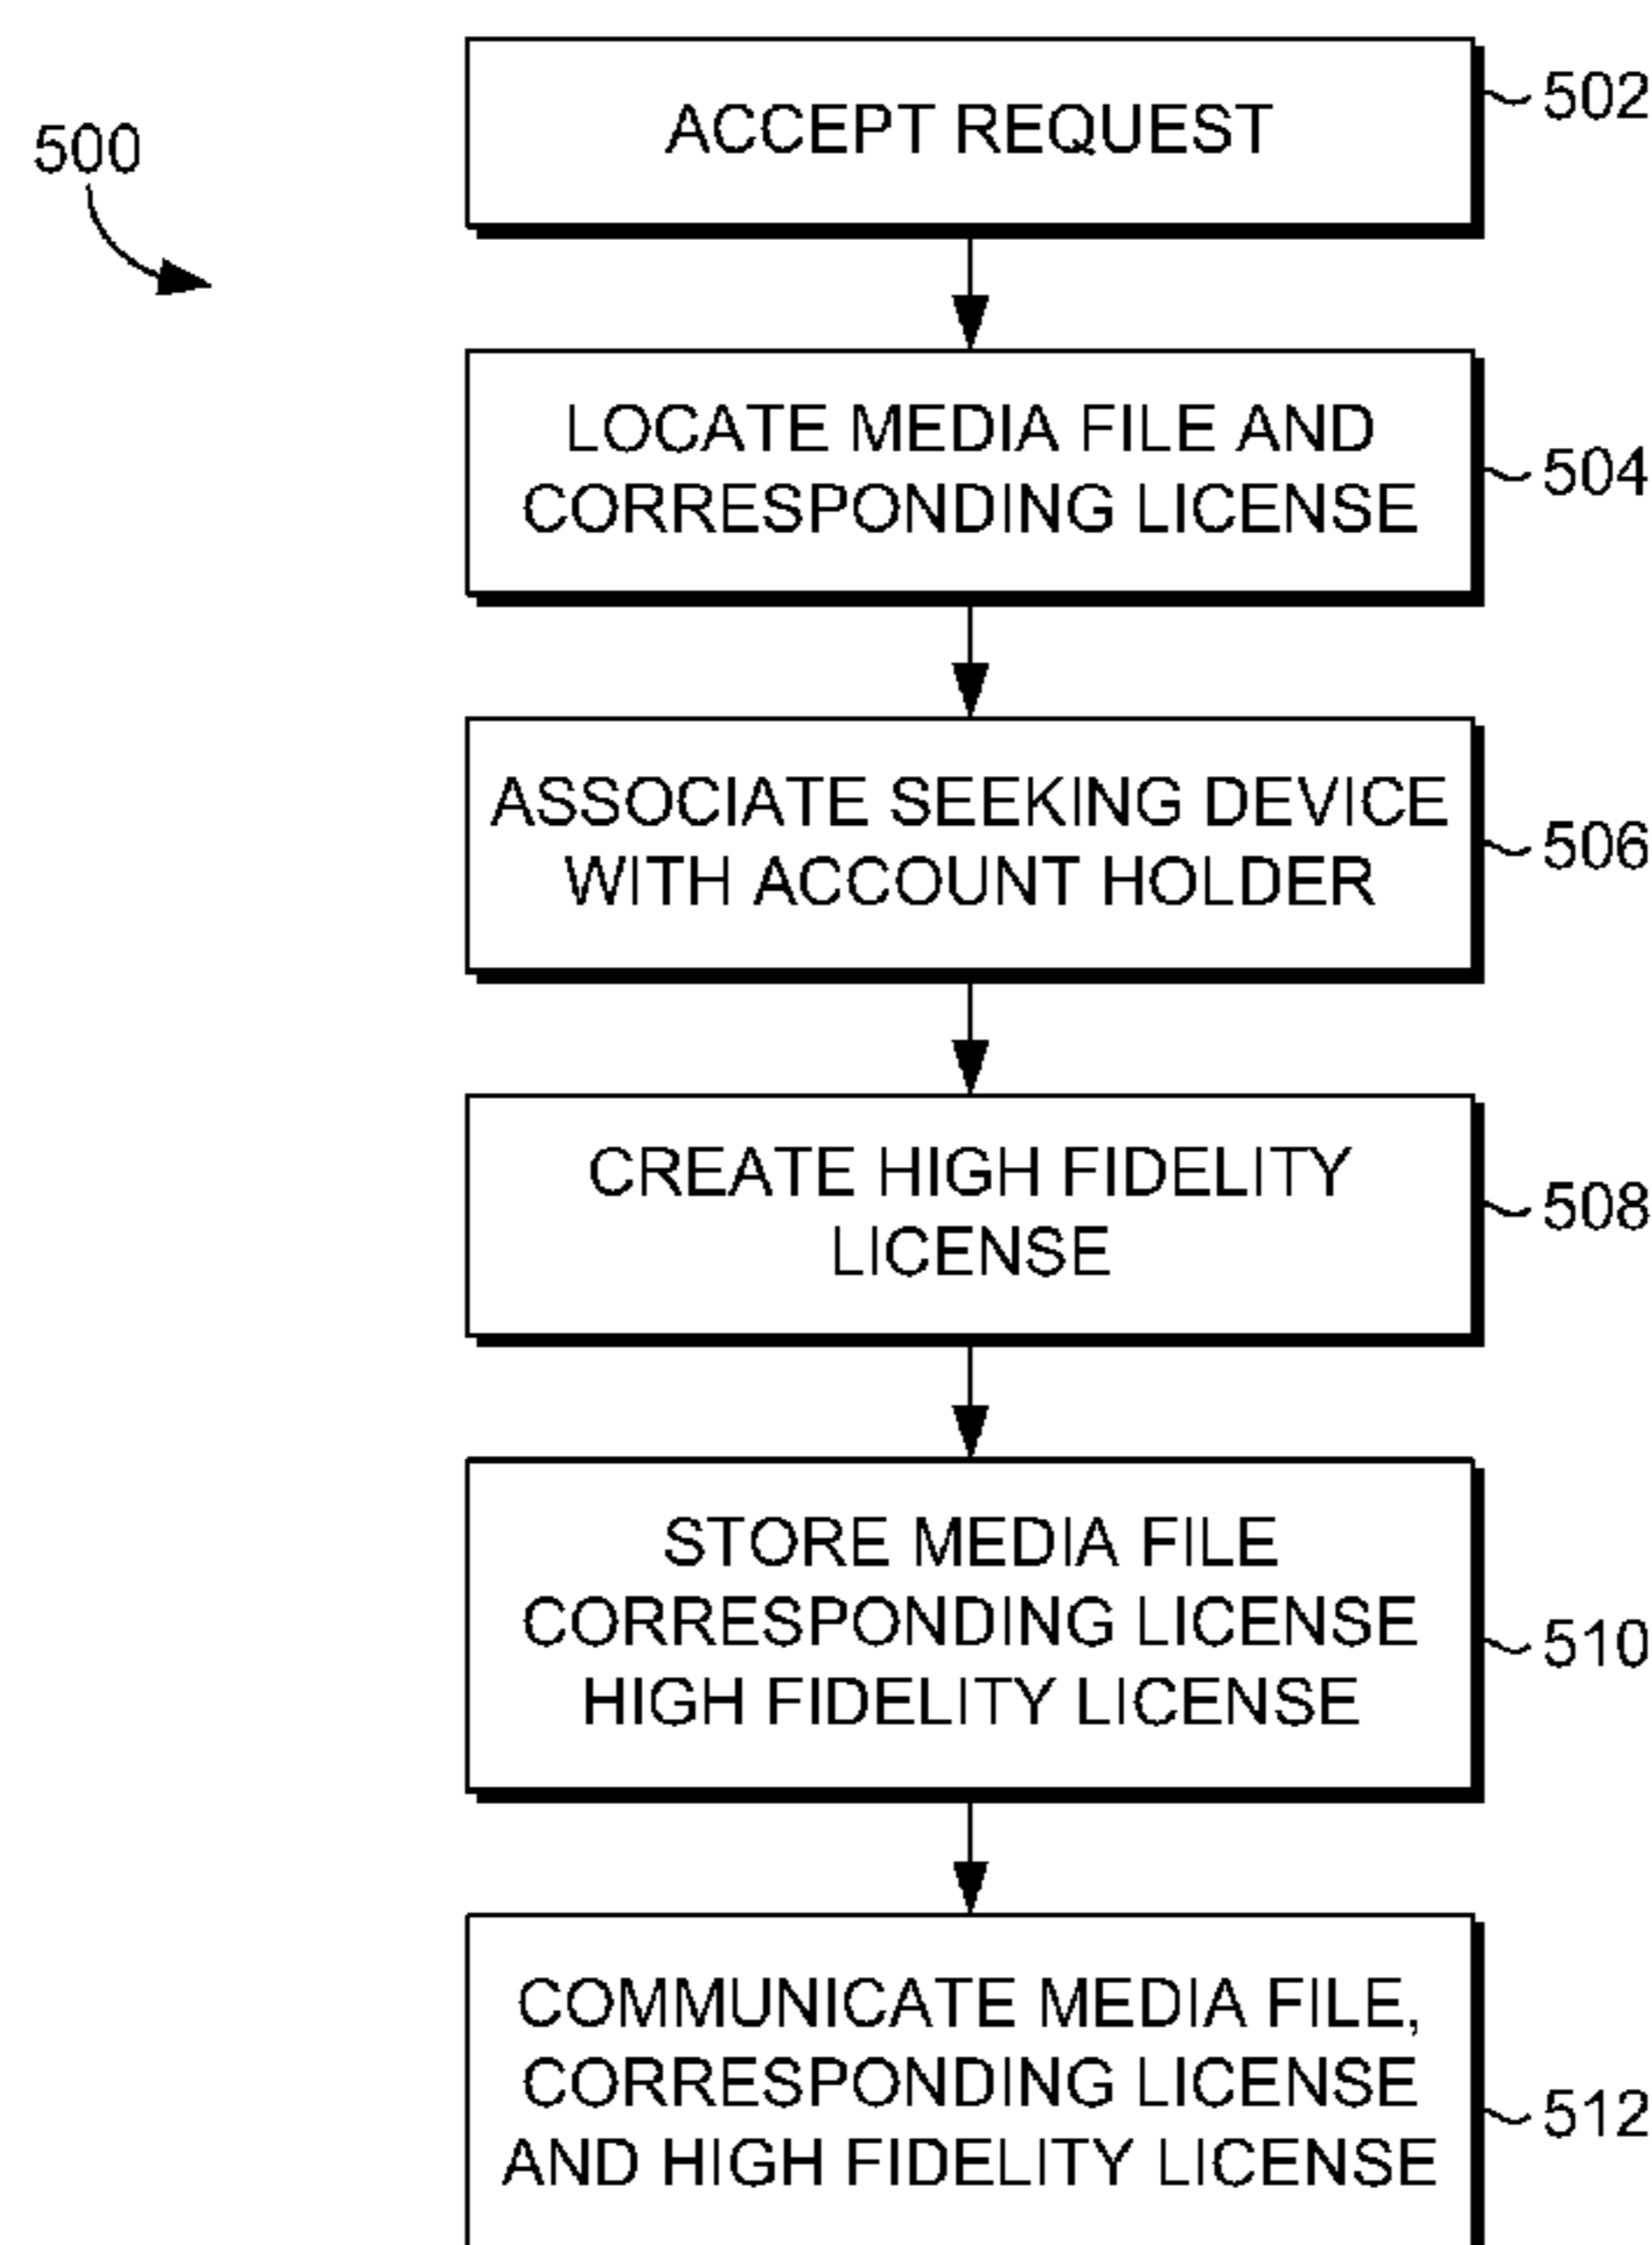 500
ACCEPT REQUEST
502
LOCATE MEDIA FILE AND
CORRESPONDING LICENSE
504
ASSOCIATE SEEKING DEVICE
WITH ACCOUNT HOLDER
506
CREATE HIGH FIDELITY
LICENSE
508
STORE MEDIA FILE
CORRESPONDING LICENSE
HIGH FIDELITY LICENSE
510
COMMUNICATE MEDIA FILE,
CORRESPONDING LICENSE
AND HIGH FIDELITY LICENSE
512